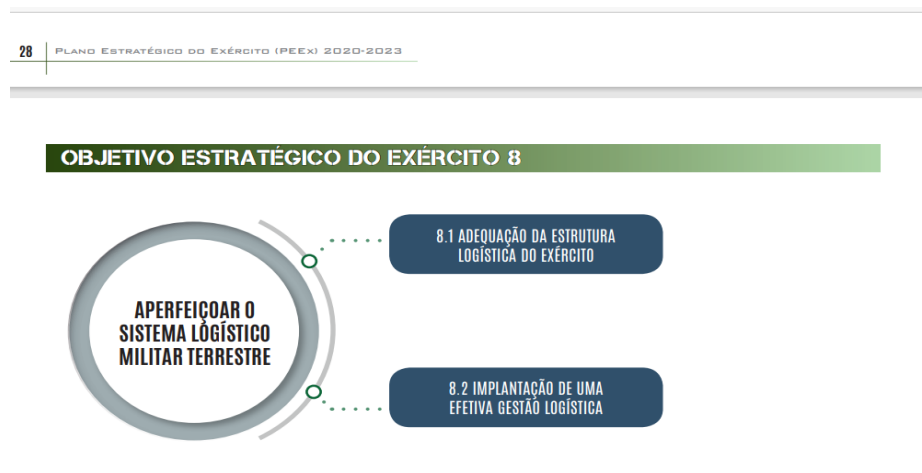 28 PLANO ESTRATÉGICO DO EXÉRCITO (PEEX) 2020-2023
OBJETIVO ESTRATÉGICO DO EXÉRCITO 8
APERFEIÇOAR O
SISTEMA LOGÍSTICO
MILITAR TERRESTRE
8.1 ADEQUAÇÃO DA ESTRUTURA
LOGÍSTICA DO EXÉRCITO
8.2 IMPLANTAÇÃO DE UMA
EFETIVA GESTÃO LOGÍSTICA